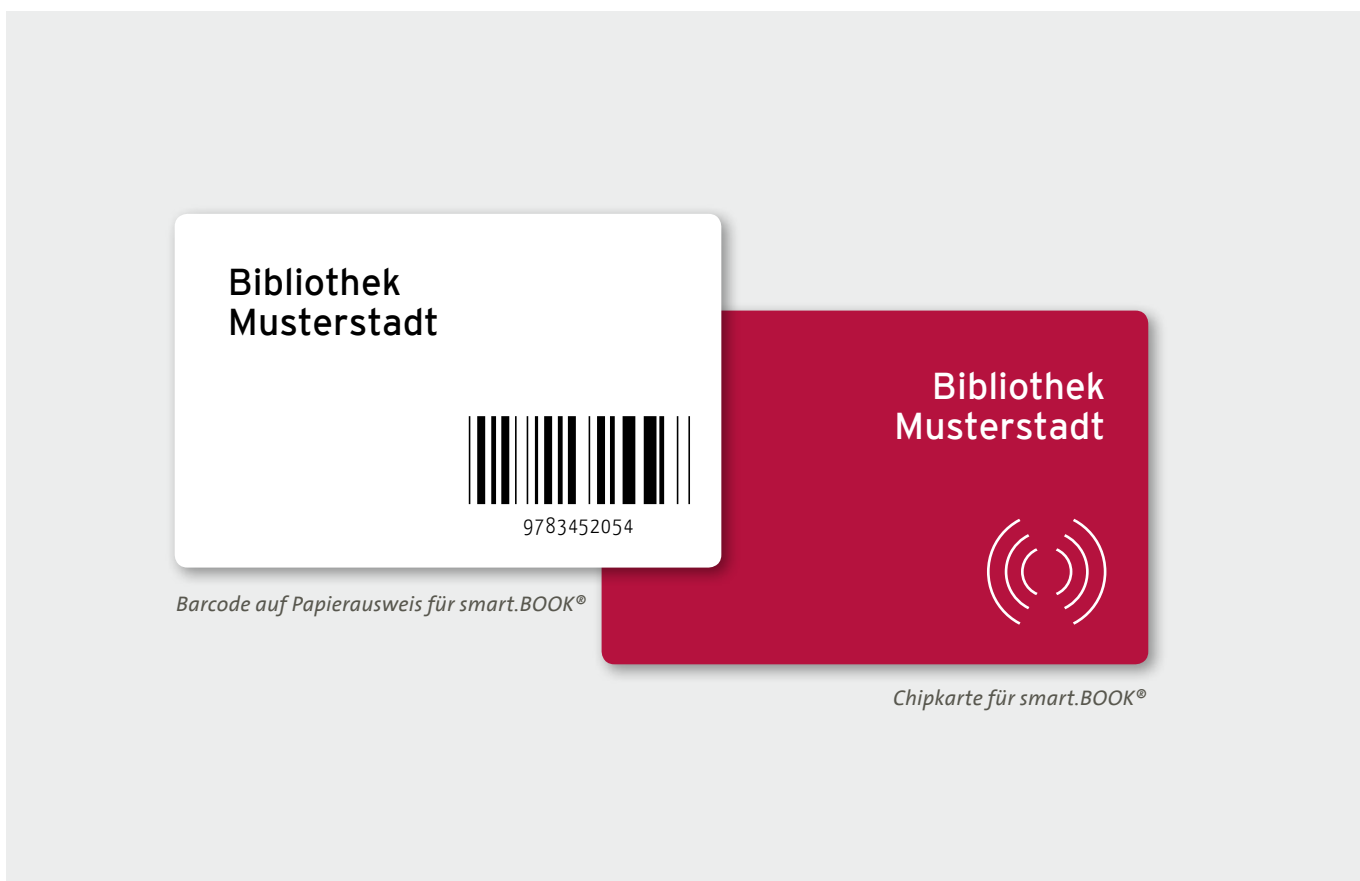 Bibliothek
Musterstadt
9783452054
Barcode auf Papierausweis für smart.BOOK®
Bibliothek
Musterstadt
Chipkarte für smart.BOOK®